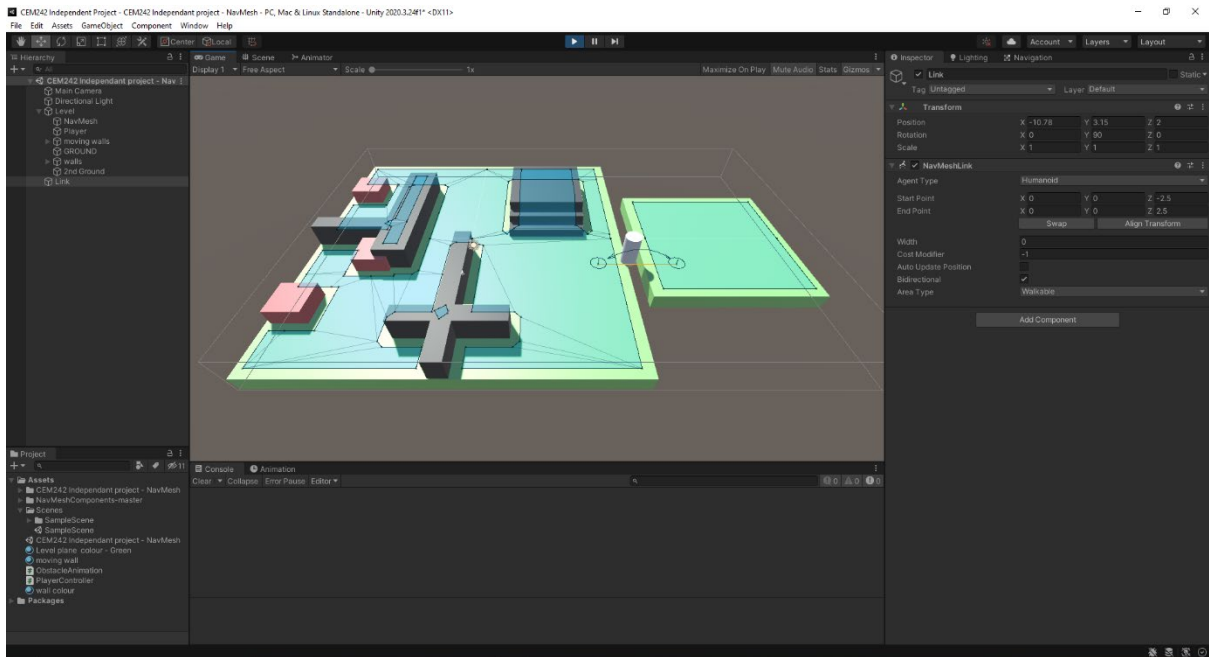 CEM242 Independent Project - CEM242 Independant project - NavMesh - PC, Mac & Linux Standalone - Unity 2020.3.24f1* <DX11>
File Edit Assets GameObject Component Window Help
Center Local
Account Layers Layout
Hierarchy
All
CEM242 Independant project - Nav
Main Camera
Directional Light
Level
NavMesh
Player
moving walls
GROUND
walls
2nd Ground
Link
Game Scene Animator
Display 1 Free Aspect Scale 1x Maximize On Play Mute Audio Stats Gizmos
Inspector Lighting Navigation
Link Static
Tag Untagged Layer Default
Transform
Position X -10.78 Y 3.15 Z 2
Rotation X 0 Y 90 Z 0
Scale X 1 Y 1 Z 1
NavMeshLink
Agent Type Humanoid
Start Point X 0 Y 0 Z -2.5
End Point X 0 Y 0 Z 2.5
Swap Align Transform
Width 0
Cost Modifier -1
Auto Update Position
Bidirectional
Area Type Walkable
Add Component
Project
11
Assets
CEM242 Independant project - NavMesh
NavMeshComponents-master
Scenes
SampleScene
SampleScene
CEM242 Independant project - NavMesh
Level plane colour - Green
moving wall
ObstacleAnimation
PlayerController
wall colour
Packages
Console Animation
Clear Collapse Error Pause Editor 0 0 0